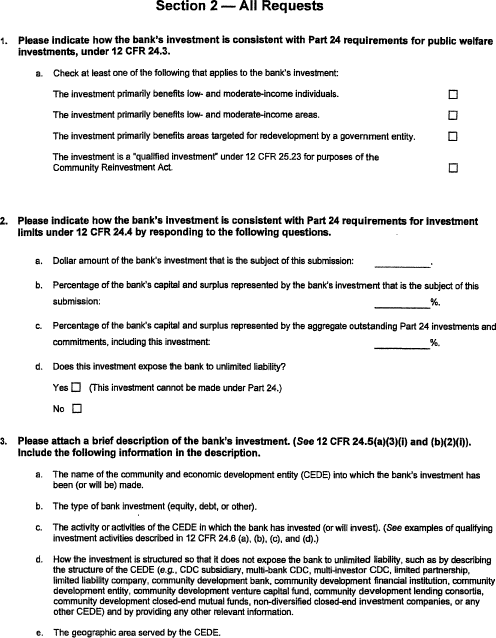 Section 2 — All Requests
1. Please indicate how the bank's investment is consistent with Part 24 requirements for public welfare
investments, under 12 CFR 24.3.
a. Check at least one of the following that applies to the bank's investment:
The investment primarily benefits low- and moderate-income individuals. ☐
The investment primarily benefits low- and moderate-income areas. ☐
The investment primarily benefits areas targeted for redevelopment by a government entity. ☐
The investment is a "qualified investment" under 12 CFR 25.23 for purposes of the
Community Reinvestment Act. ☐
2. Please indicate how the bank's investment is consistent with Part 24 requirements for investment
limits under 12 CFR 24.4 by responding to the following questions.
a. Dollar amount of the bank's investment that is the subject of this submission: __________.
b. Percentage of the bank's capital and surplus represented by the bank's investment that is the subject of this
submission: __________%.
c. Percentage of the bank's capital and surplus represented by the aggregate outstanding Part 24 investments and
commitments, including this investment: __________%.
d. Does this investment expose the bank to unlimited liability?
Yes ☐ (This investment cannot be made under Part 24.)
No ☐
3. Please attach a brief description of the bank's investment. (See 12 CFR 24.5(a)(3)(i) and (b)(2)(i)).
Include the following information in the description.
a. The name of the community and economic development entity (CEDE) into which the bank's investment has
been (or will be) made.
b. The type of bank investment (equity, debt, or other).
c. The activity or activities of the CEDE in which the bank has invested (or will invest). (See examples of qualifying
investment activities described in 12 CFR 24.6 (a), (b), (c), and (d).)
d. How the investment is structured so that it does not expose the bank to unlimited liability, such as by describing
the structure of the CEDE (e.g., CDC subsidiary, multi-bank CDC, multi-investor CDC, limited partnership,
limited liability company, community development bank, community development financial institution, community
development entity, community development venture capital fund, community development lending consortia,
community development closed-end mutual funds, non-diversified closed-end investment companies, or any
other CEDE) and by providing any other relevant information.
e. The geographic area served by the CEDE.